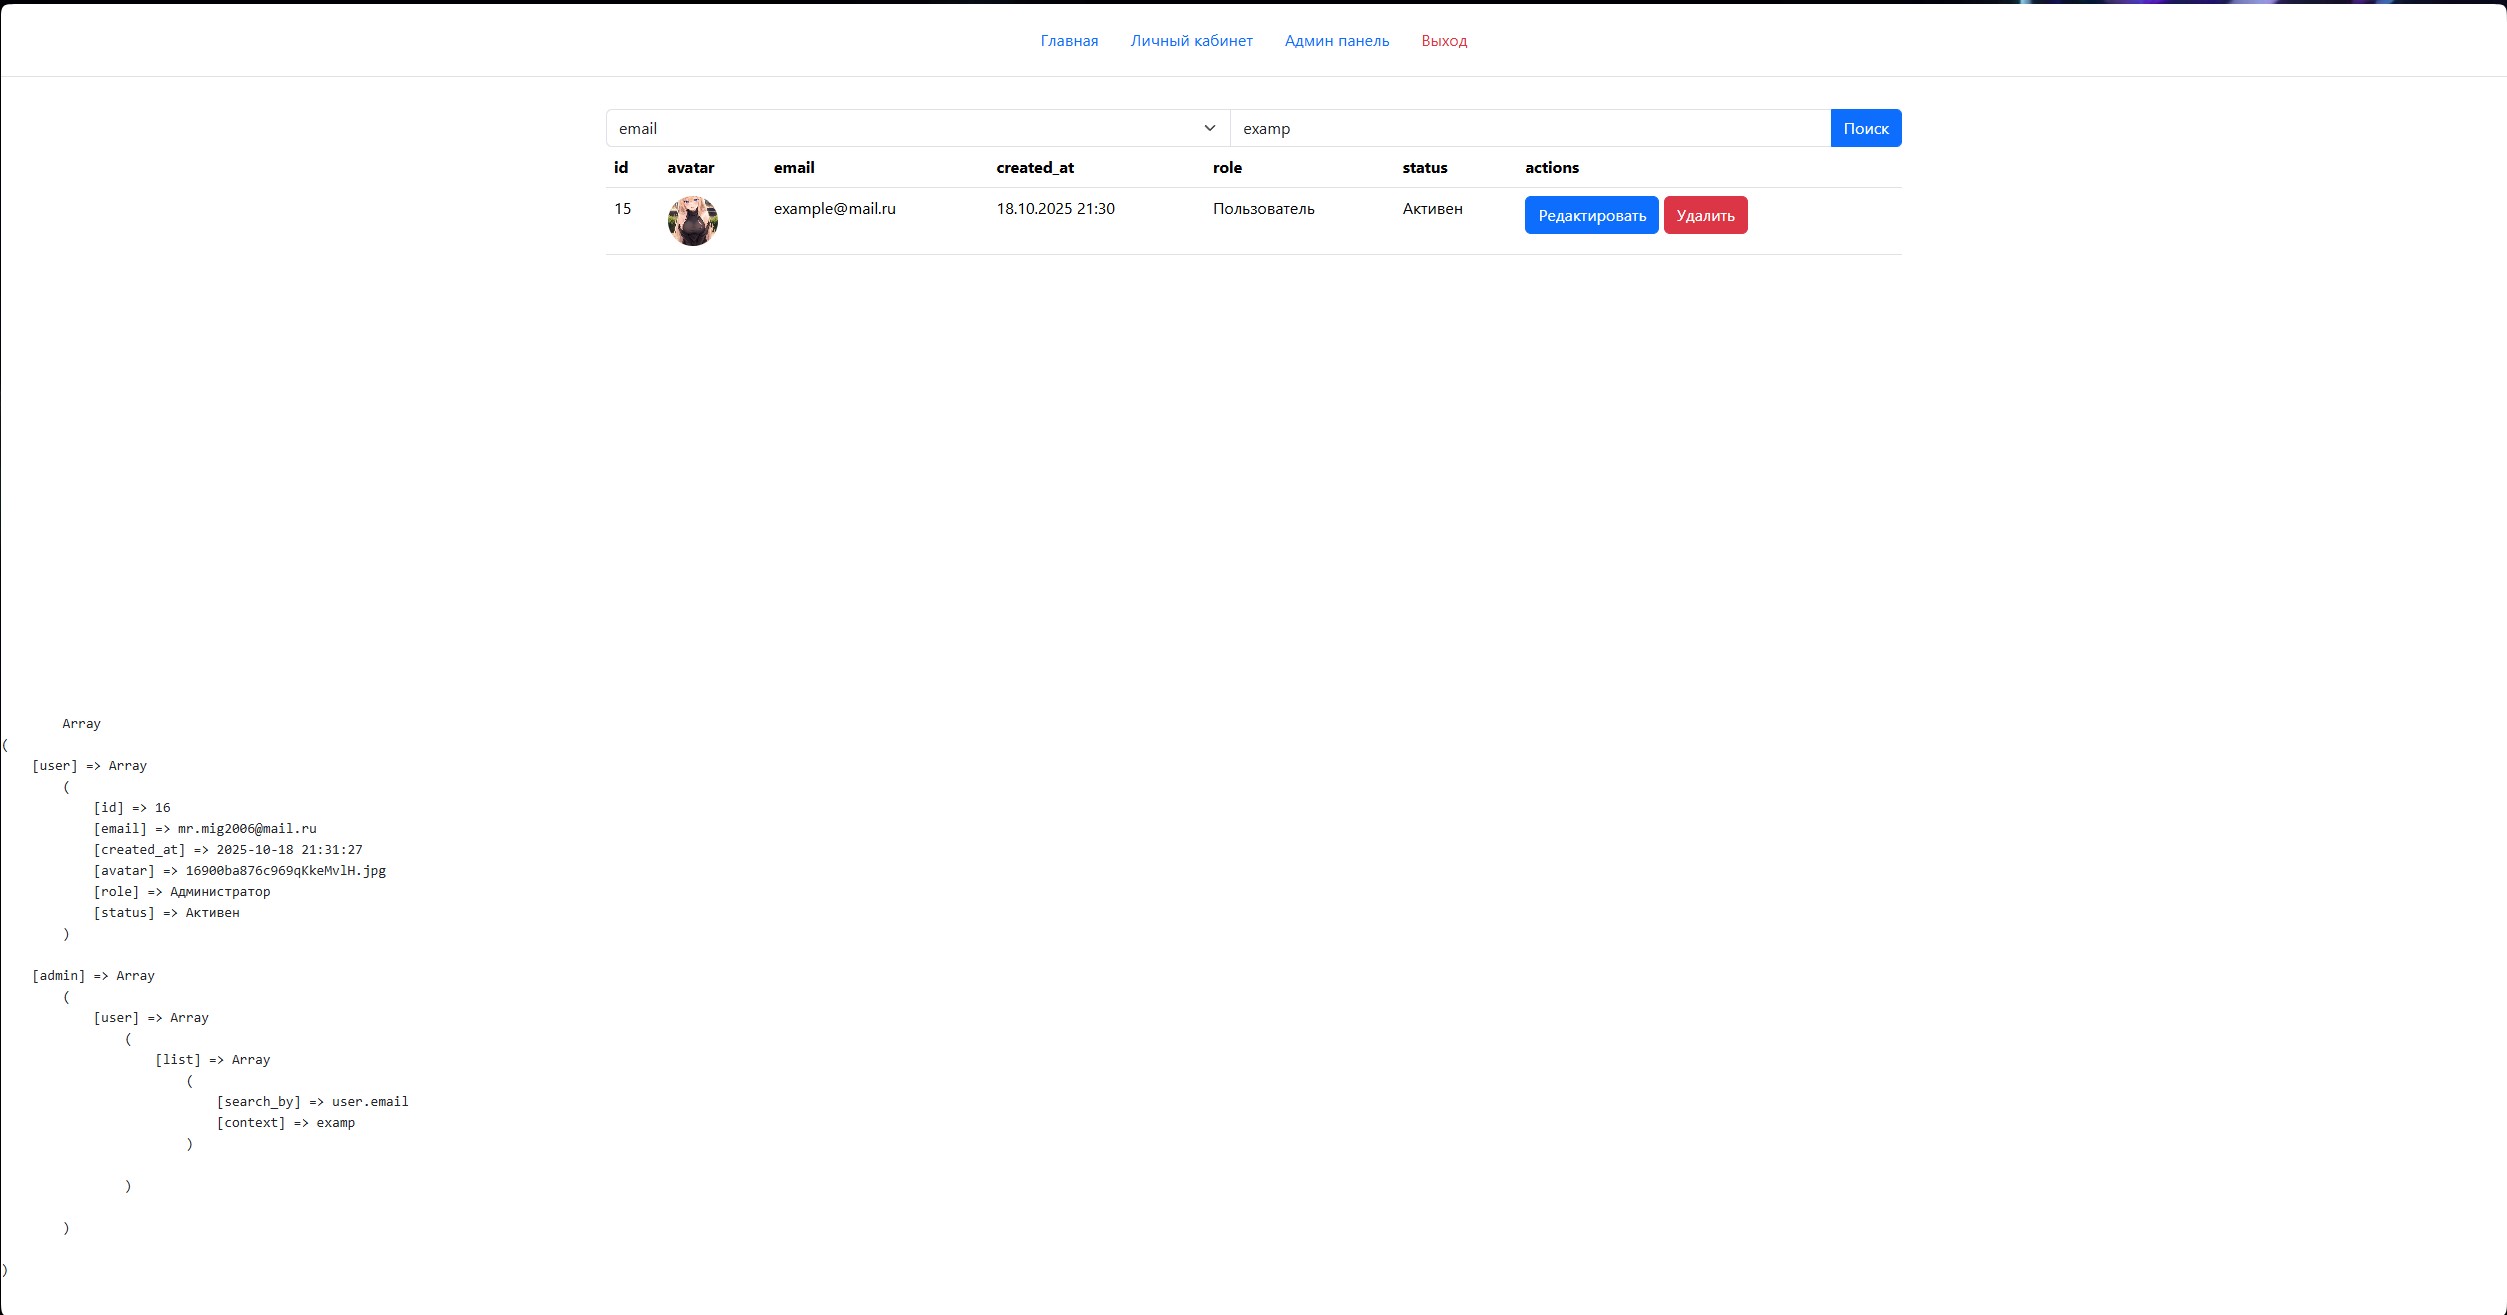 Главная Личный кабинет Админ панель Выход
email examp Поиск
id avatar email created_at role status actions
15 example@mail.ru 18.10.2025 21:30 Пользователь Активен Редактировать Удалить
Array
(
[user] => Array
(
[id] => 16
[email] => mr.mig2006@mail.ru
[created_at] => 2025-10-18 21:31:27
[avatar] => 16900ba876c969qKkeMvlH.jpg
[role] => Администратор
[status] => Активен
)
[admin] => Array
(
[user] => Array
(
[list] => Array
(
[search_by] => user.email
[context] => examp
)
)
)
)